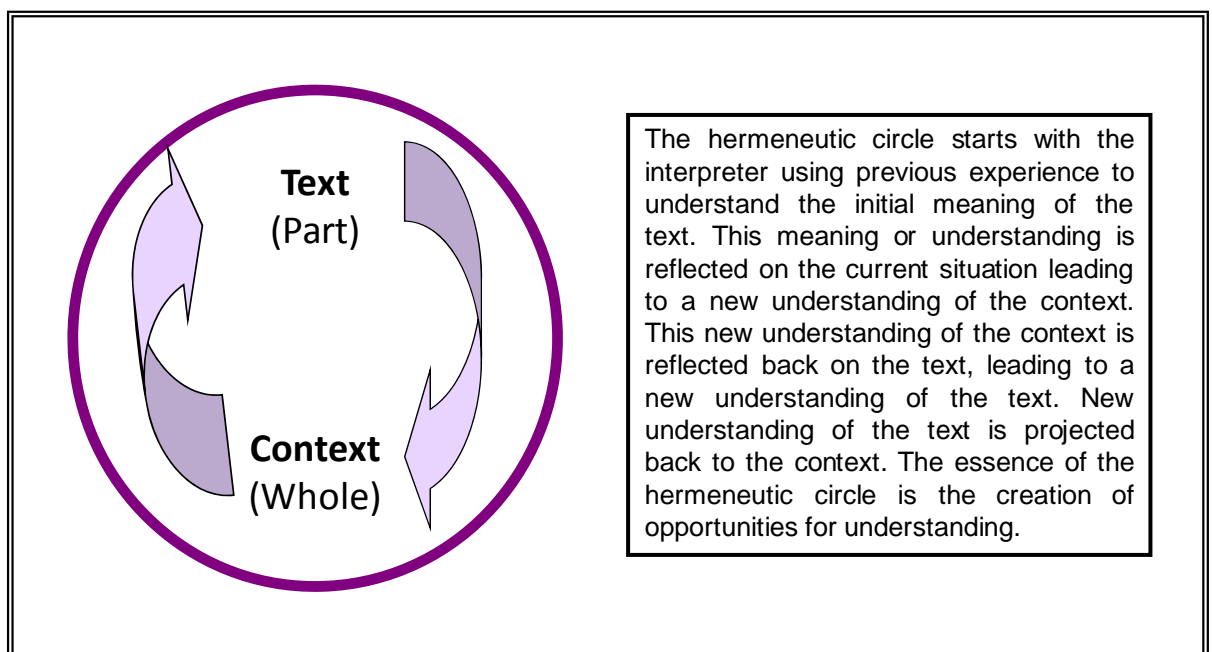 Text
(Part)
Context
(Whole)
The hermeneutic circle starts with the
interpreter using previous experience to
understand the initial meaning of the
text. This meaning or understanding is
reflected on the current situation leading
to a new understanding of the context.
This new understanding of the context is
reflected back on the text, leading to a
new understanding of the text. New
understanding of the text is projected
back to the context. The essence of the
hermeneutic circle is the creation of
opportunities for understanding.